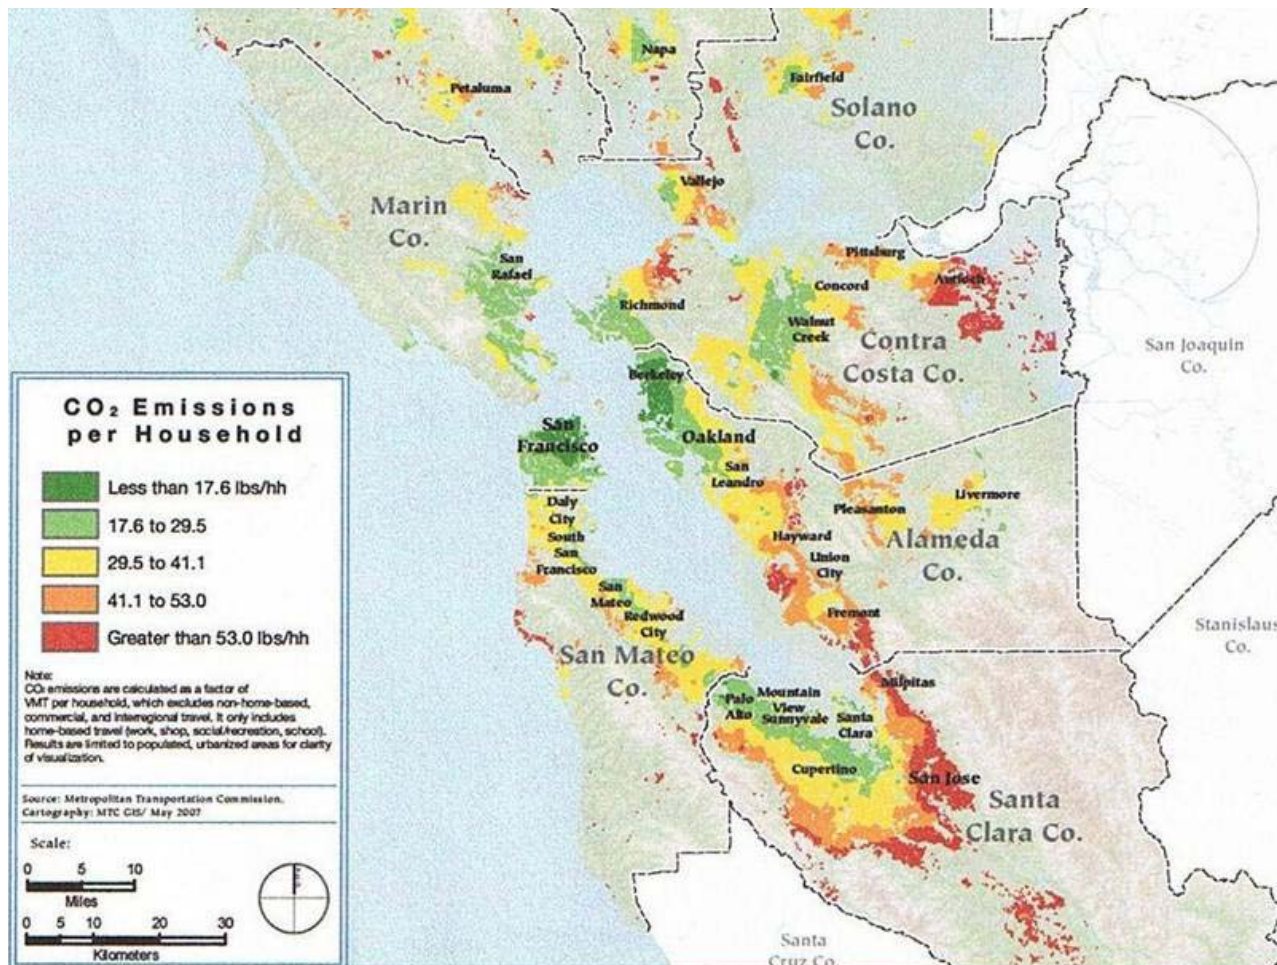 Napa
Petaluma
Fairfield
Solano
Co.
Vallejo
Marin
Co.
San
Rafael
Pittsburg
Antioch
Concord
Richmond
Walnut
Creek
Contra
Costa Co.
San Joaquin
Co.
Berkeley
San
Francisco
Oakland
San
Leandro
Livermore
Pleasanton
Daly
City
South
San
Francisco
Hayward
Alameda
Co.
Union
City
San
Mateo
Redwood
City
Fremont
Stanislaus
Co.
San Mateo
Co.
Milpitas
Palo
Alto
Mountain
View
Sunnyvale
Santa
Clara
Cupertino
San Jose
Santa
Clara Co.
Santa
Cruz Co.
CO₂ Emissions
per Household
Less than 17.6 lbs/hh
17.6 to 29.5
29.5 to 41.1
41.1 to 53.0
Greater than 53.0 lbs/hh
Note:
CO₂ emissions are calculated as a factor of
VMT per household, which excludes non-home-based,
commercial, and interregional travel. It only includes
home-based travel (work, shop, social/recreation, school).
Results are limited to populated, urbanized areas for clarity
of visualization.
Source: Metropolitan Transportation Commission.
Cartography: MTC GIS/ May 2007
Scale:
0 5 10
Miles
0 5 10 20 30
Kilometers